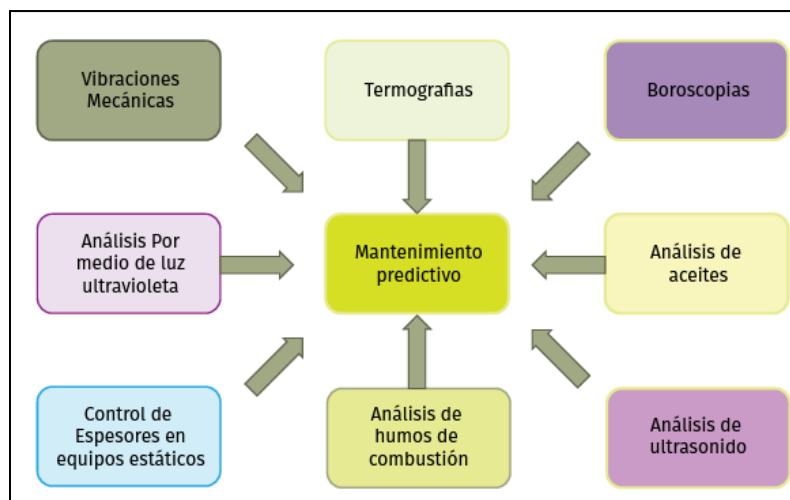 Vibraciones
Mecánicas
Termografias
Boroscopias
Análisis Por
medio de luz
ultravioleta
Mantenimiento
predictivo
Análisis de
aceites
Control de
Espesores en
equipos estáticos
Análisis de
humos de
combustión
Análisis de
ultrasonido